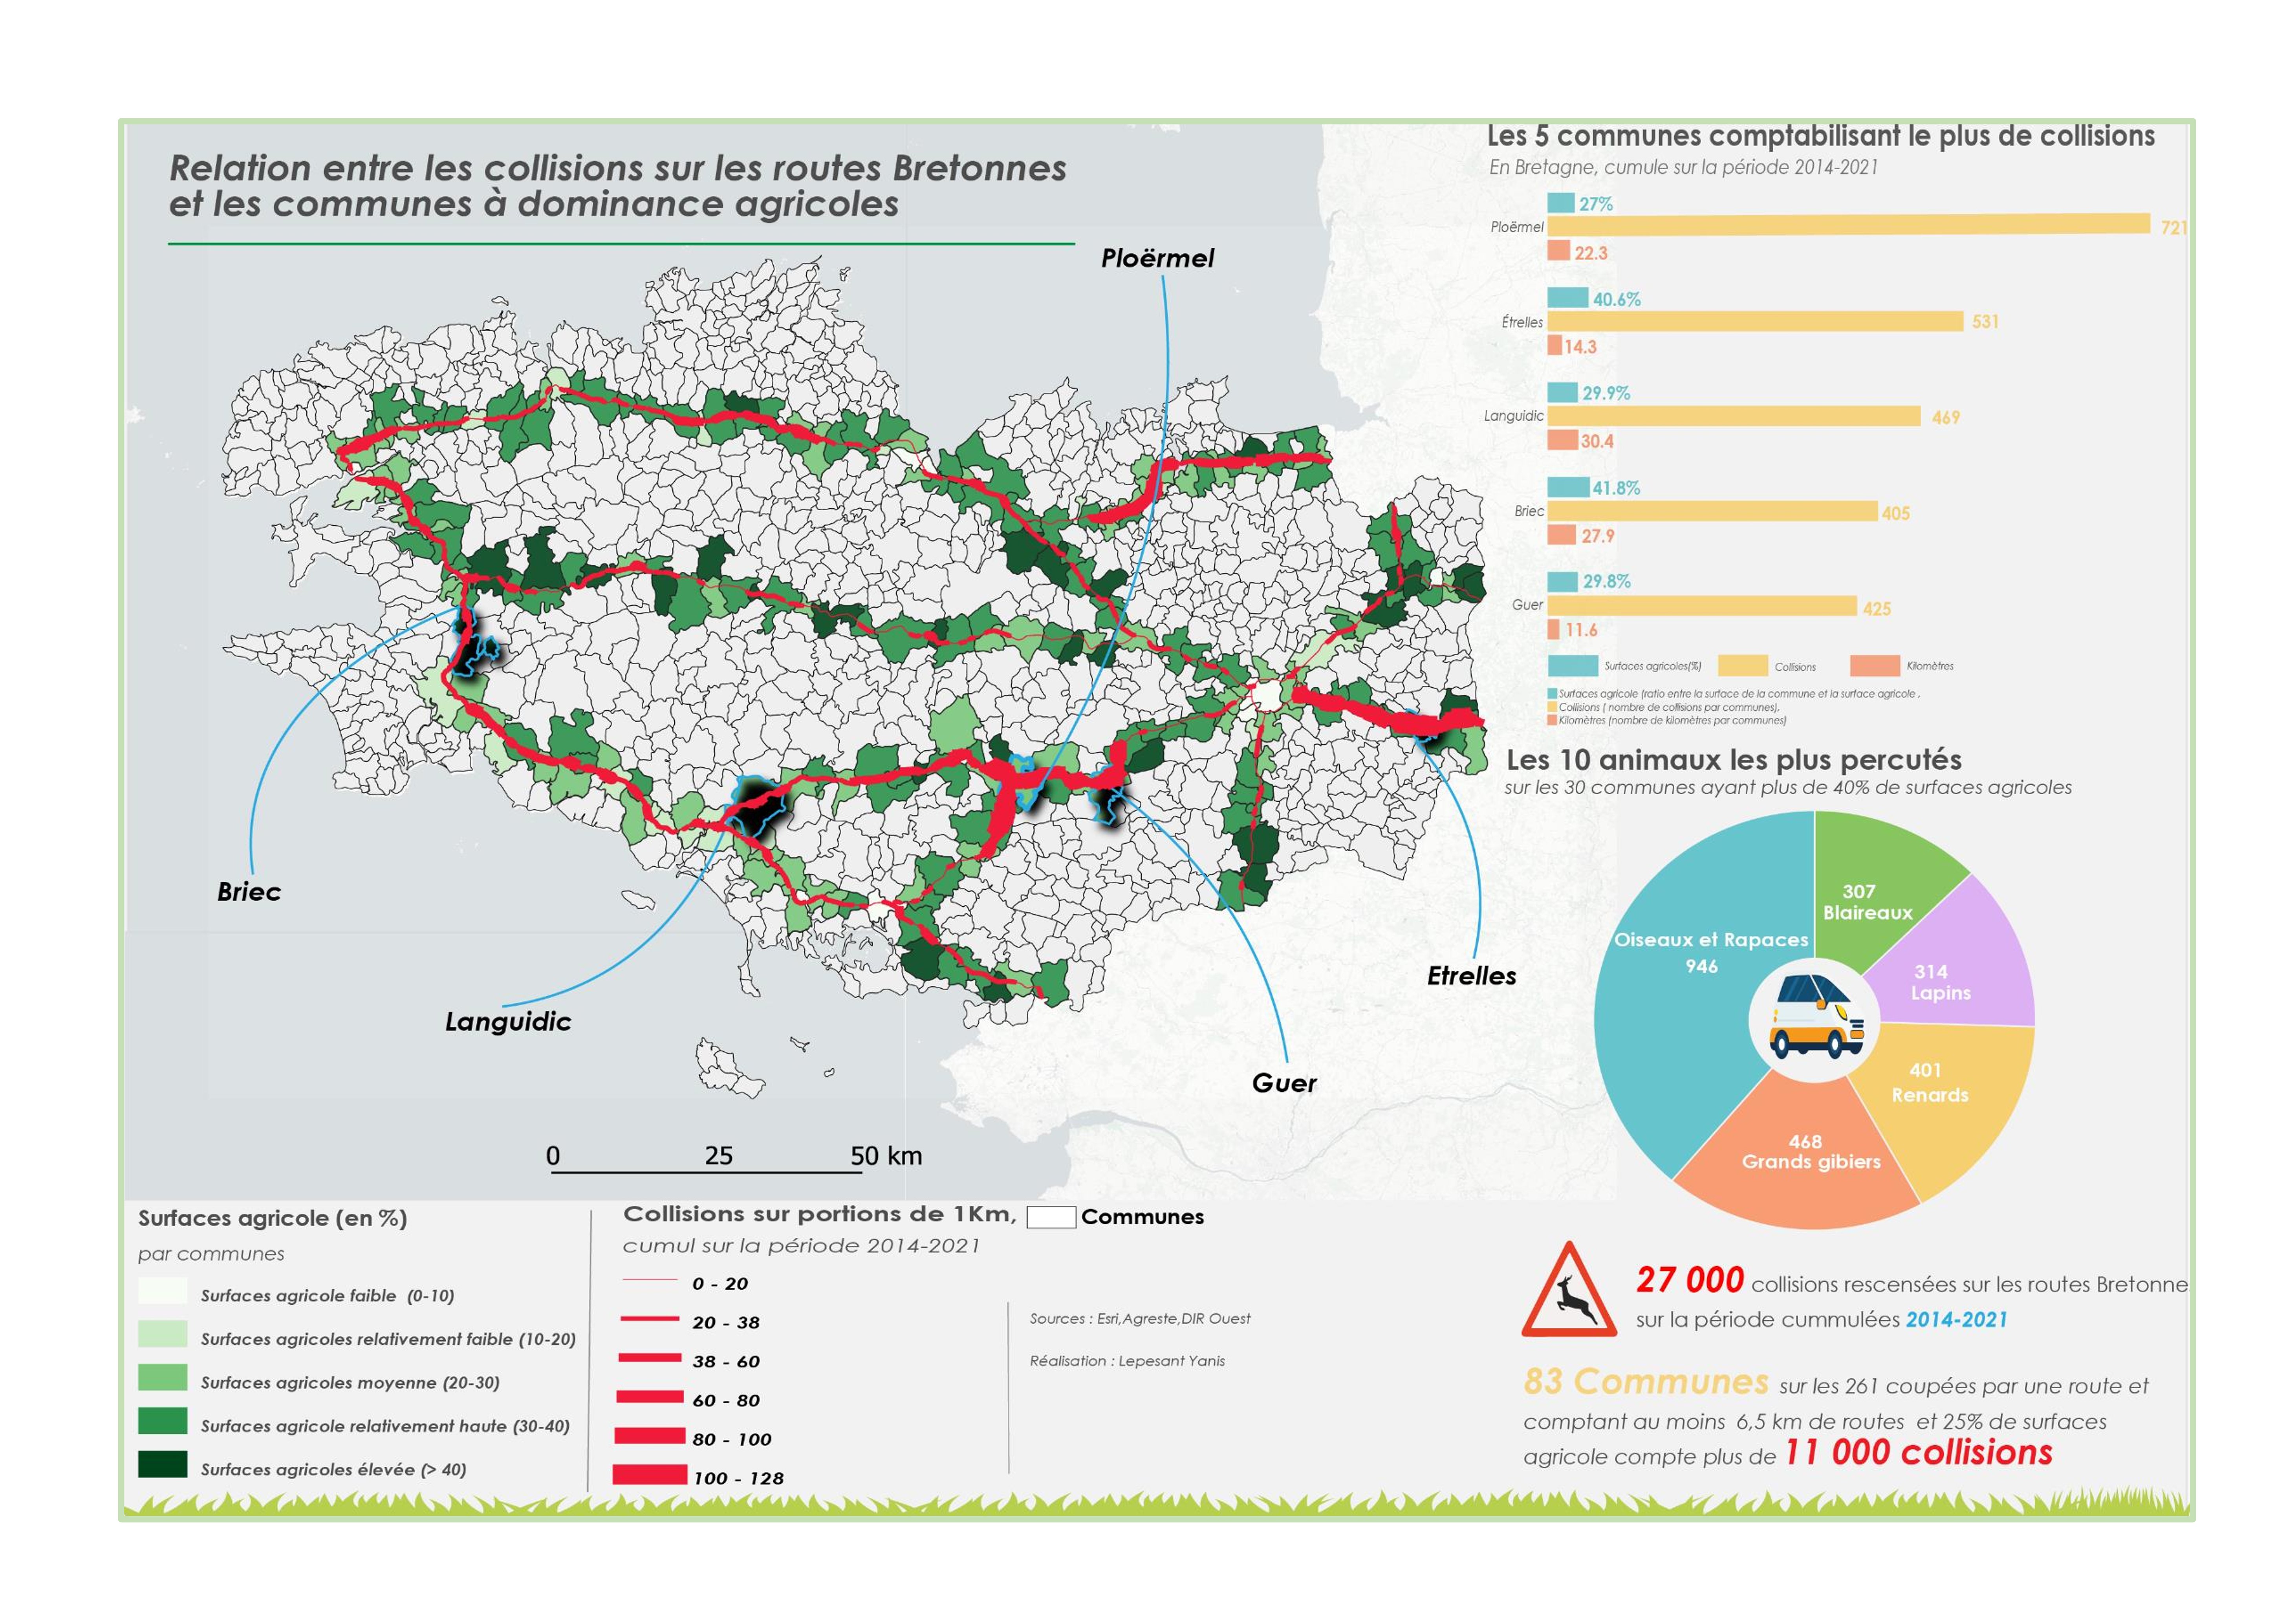 Relation entre les collisions sur les routes Bretonnes
et les communes à dominance agricoles
Ploërmel
Briec
Languidic
Etrelles
Guer
0 25 50 km
Les 5 communes comptabilisant le plus de collisions
En Bretagne, cumule sur la période 2014-2021
27%
Ploërmel
721
22.3
40.6%
Étrelles
531
14.3
29.9%
Languidic
469
30.4
41.8%
Briec
405
27.9
29.8%
Guer
425
11.6
Surfaces agricoles(%) Collisions Kilomètres
Surfaces agricole (ratio entre la surface de la commune et la surface agricole .
Collisions ( nombre de collisions par communes).
Kilomètres (nombre de kilomètres par communes)
Les 10 animaux les plus percutés
sur les 30 communes ayant plus de 40% de surfaces agricoles
307
Blaireaux
Oiseaux et Rapaces
946
314
Lapins
401
Renards
468
Grands gibiers
27 000 collisions rescensées sur les routes Bretonne
sur la période cummulées 2014-2021
83 Communes sur les 261 coupées par une route et
comptant au moins 6,5 km de routes et 25% de surfaces
agricole compte plus de 11 000 collisions
Surfaces agricole (en %)
par communes
Surfaces agricole faible (0-10)
Surfaces agricoles relativement faible (10-20)
Surfaces agricoles moyenne (20-30)
Surfaces agricole relativement haute (30-40)
Surfaces agricoles élevée (> 40)
Collisions sur portions de 1Km,
cumul sur la période 2014-2021
0 - 20
20 - 38
38 - 60
60 - 80
80 - 100
100 - 128
Communes
Sources : Esri,Agreste,DIR Ouest
Réalisation : Lepesant Yanis